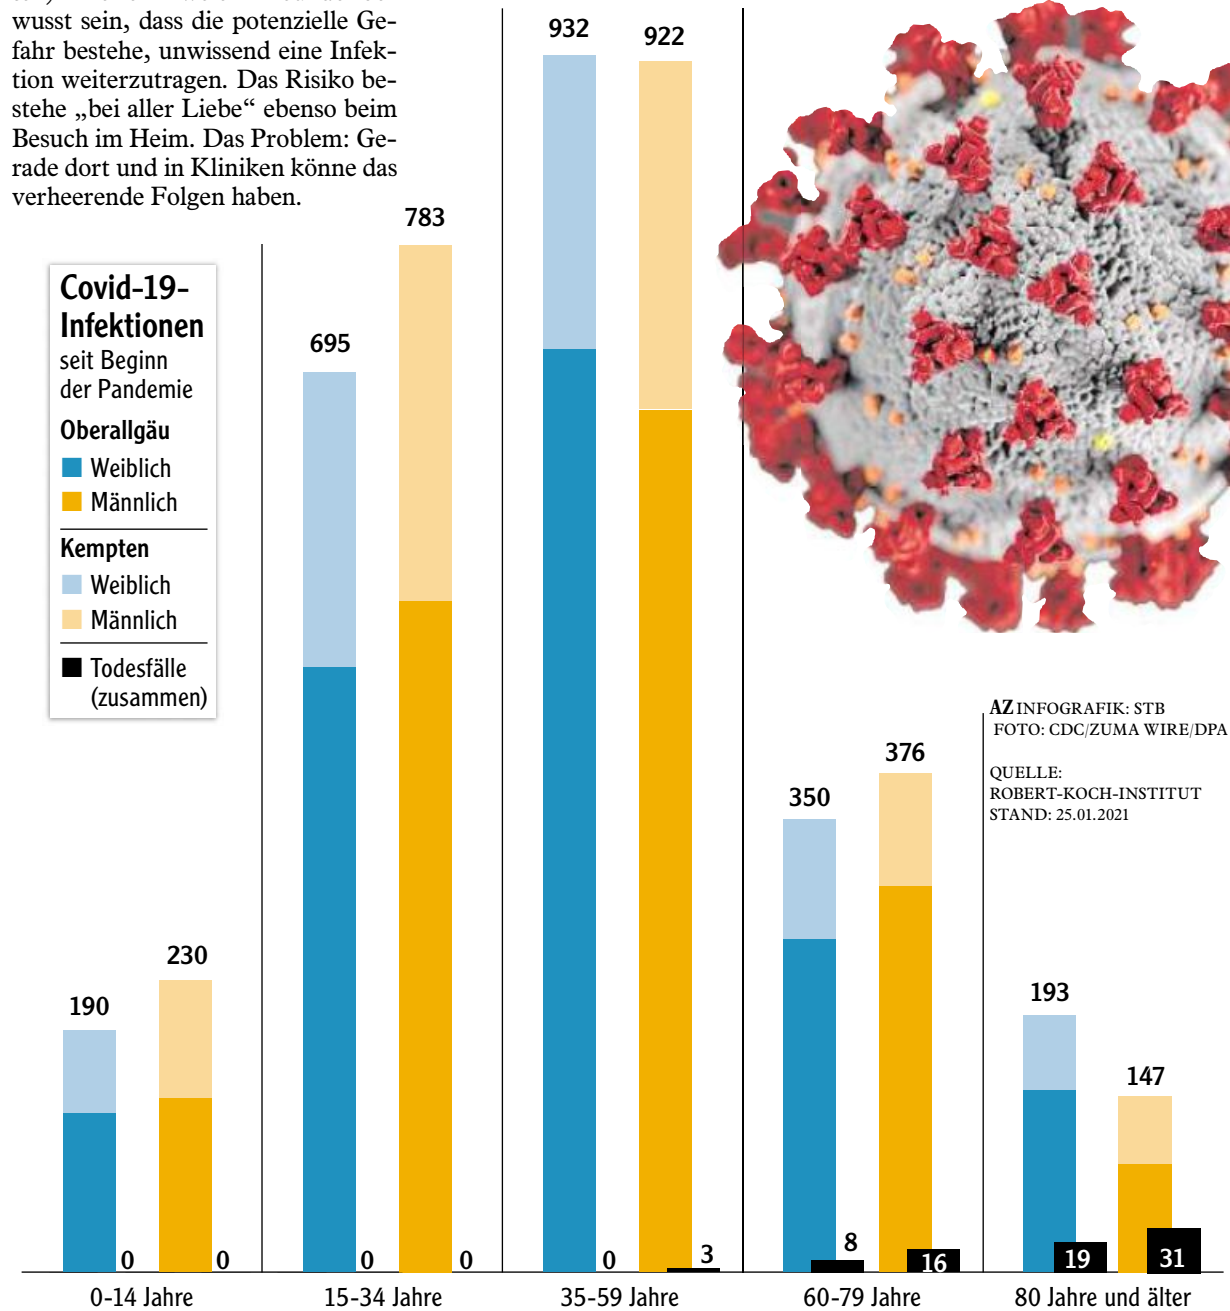 wusst sein, dass die potenzielle Ge-
fahr bestehe, unwissend eine Infek-
tion weiterzutragen. Das Risiko be-
stehe „bei aller Liebe“ ebenso beim
Besuch im Heim. Das Problem: Ge-
rade dort und in Kliniken könne das
verheerende Folgen haben.
Covid-19-
Infektionen
seit Beginn
der Pandemie
Oberallgäu
Weiblich
Männlich
Kempten
Weiblich
Männlich
Todesfälle
(zusammen)
190
230
0
0
695
783
0
0
932
922
0
3
350
376
8
16
193
147
19
31
0-14 Jahre
15-34 Jahre
35-59 Jahre
60-79 Jahre
80 Jahre und älter
AZ INFOGRAFIK: STB
FOTO: CDC/ZUMA WIRE/DPA
QUELLE:
ROBERT-KOCH-INSTITUT
STAND: 25.01.2021